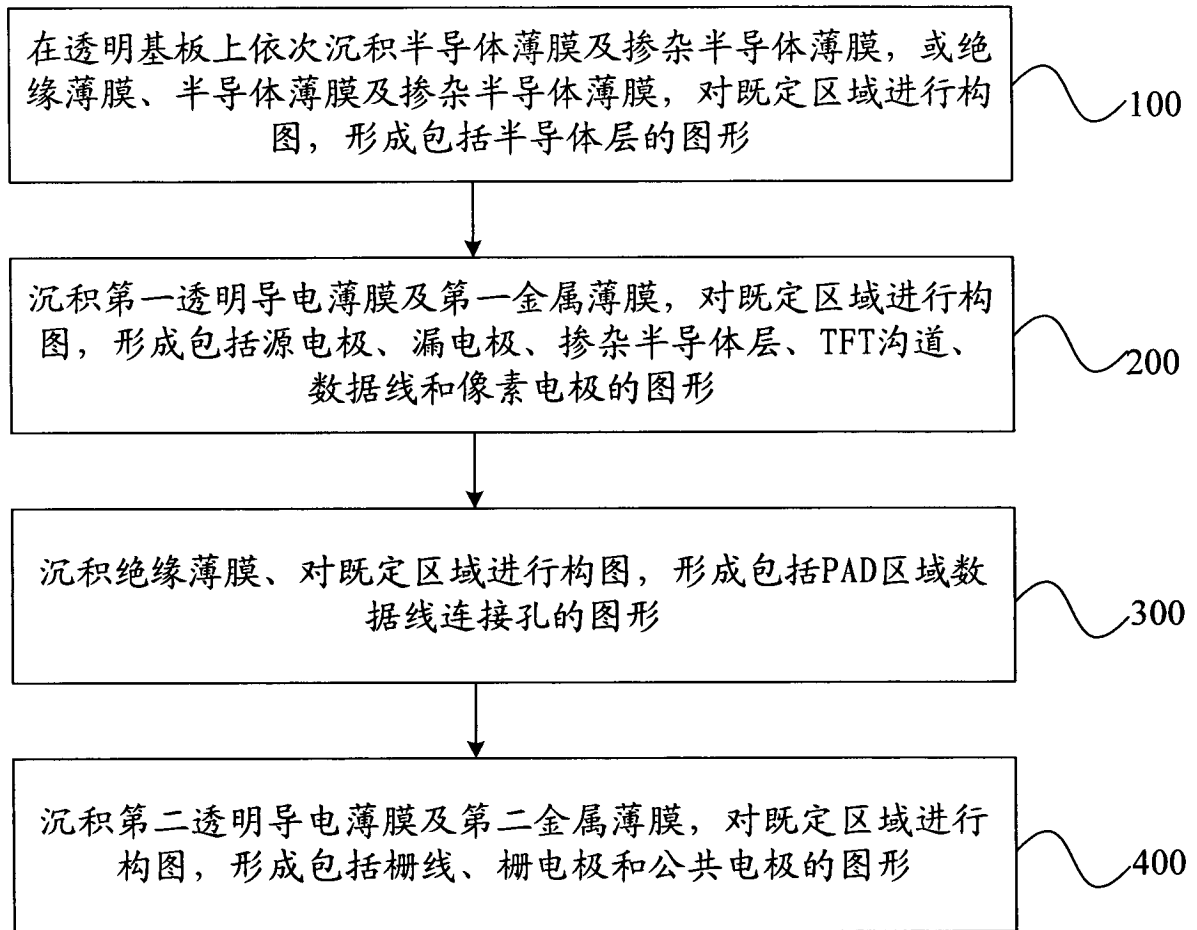 在透明基板上依次沉积半导体薄膜及掺杂半导体薄膜，或绝
缘薄膜、半导体薄膜及掺杂半导体薄膜，对既定区域进行构
图，形成包括半导体层的图形
100
沉积第一透明导电薄膜及第一金属薄膜，对既定区域进行构
图，形成包括源电极、漏电极、掺杂半导体层、TFT沟道、
数据线和像素电极的图形
200
沉积绝缘薄膜、对既定区域进行构图，形成包括PAD区域数
据线连接孔的图形
300
沉积第二透明导电薄膜及第二金属薄膜，对既定区域进行
构图，形成包括栅线、栅电极和公共电极的图形
400